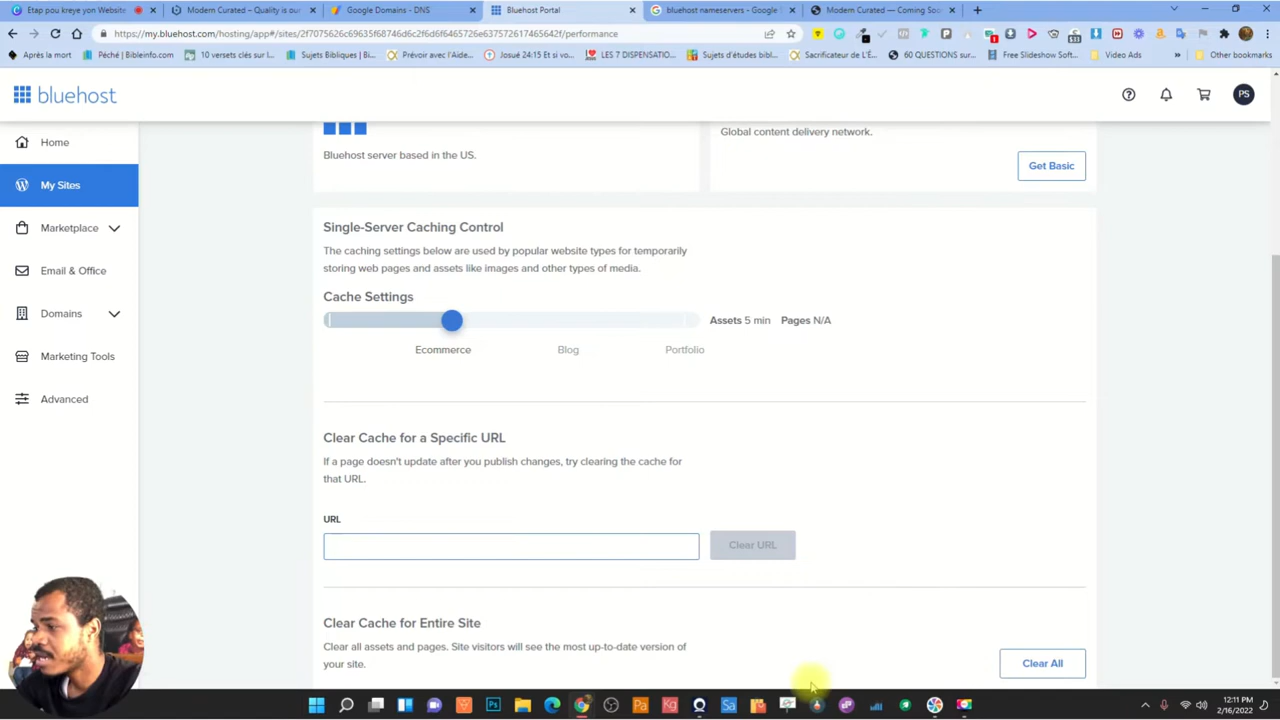 Etap pou kreye yon Website
Modern Curated – Quality is our
Google Domains - DNS
Bluehost Portal
bluehost nameservers - Google
Modern Curated — Coming Soo
https://my.bluehost.com/hosting/app#/sites/2f7075626c69635f68746d6c2f6d6f6465726e637572617465642f/performance
Après la mort
Péché | Bibleinfo.com
10 versets clés sur l...
Sujets Bibliques | Bi...
Prévoir avec l'Aide...
Josué 24:15 Et si vo...
LES 7 DISPENSATIO...
Sujets d'études bibl...
Sacrificateur de L'É...
60 QUESTIONS sur...
Free Slideshow Soft...
Video Ads
Other bookmarks
bluehost
PS
Home
My Sites
Marketplace
Email & Office
Domains
Marketing Tools
Advanced
Bluehost server based in the US.
Global content delivery network.
Get Basic
Single-Server Caching Control
The caching settings below are used by popular website types for temporarily
storing web pages and assets like images and other types of media.
Cache Settings
Assets 5 min Pages N/A
Ecommerce Blog Portfolio
Clear Cache for a Specific URL
If a page doesn't update after you publish changes, try clearing the cache for
that URL.
URL
Clear URL
Clear Cache for Entire Site
Clear all assets and pages. Site visitors will see the most up-to-date version of
your site.
Clear All
12:11 PM
2/16/2022